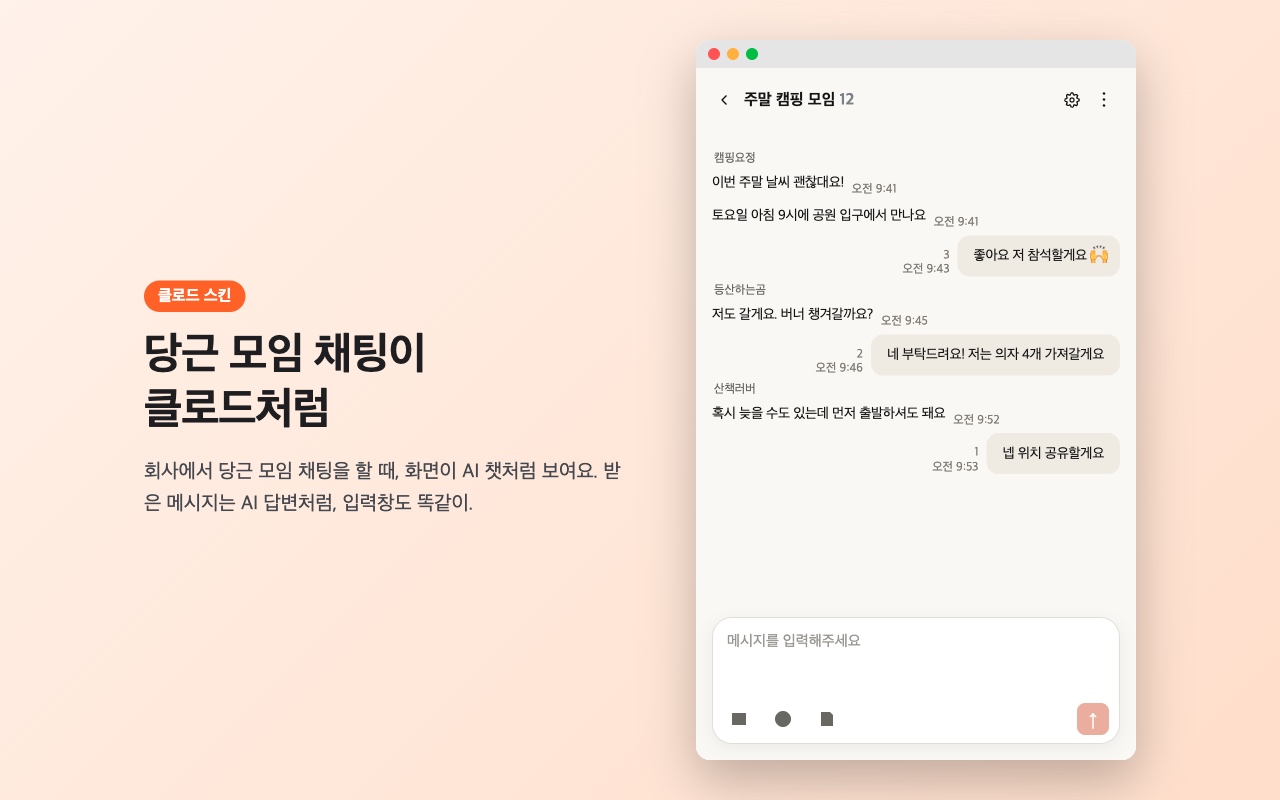 클로드 스킨
당근 모임 채팅이
클로드처럼
회사에서 당근 모임 채팅을 할 때, 화면이 AI 챗처럼 보여요. 받
은 메시지는 AI 답변처럼, 입력창도 똑같이.
주말 캠핑 모임 12
캠핑요정
이번 주말 날씨 괜찮대요! 오전 9:41
토요일 아침 9시에 공원 입구에서 만나요 오전 9:41
3
오전 9:43
좋아요 저 참석할게요 🙌
등산하는곰
저도 갈게요. 버너 챙겨갈까요? 오전 9:45
2
오전 9:46
네 부탁드려요! 저는 의자 4개 가져갈게요
산책러버
혹시 늦을 수도 있는데 먼저 출발하셔도 돼요 오전 9:52
1
오전 9:53
넵 위치 공유할게요
메시지를 입력해주세요